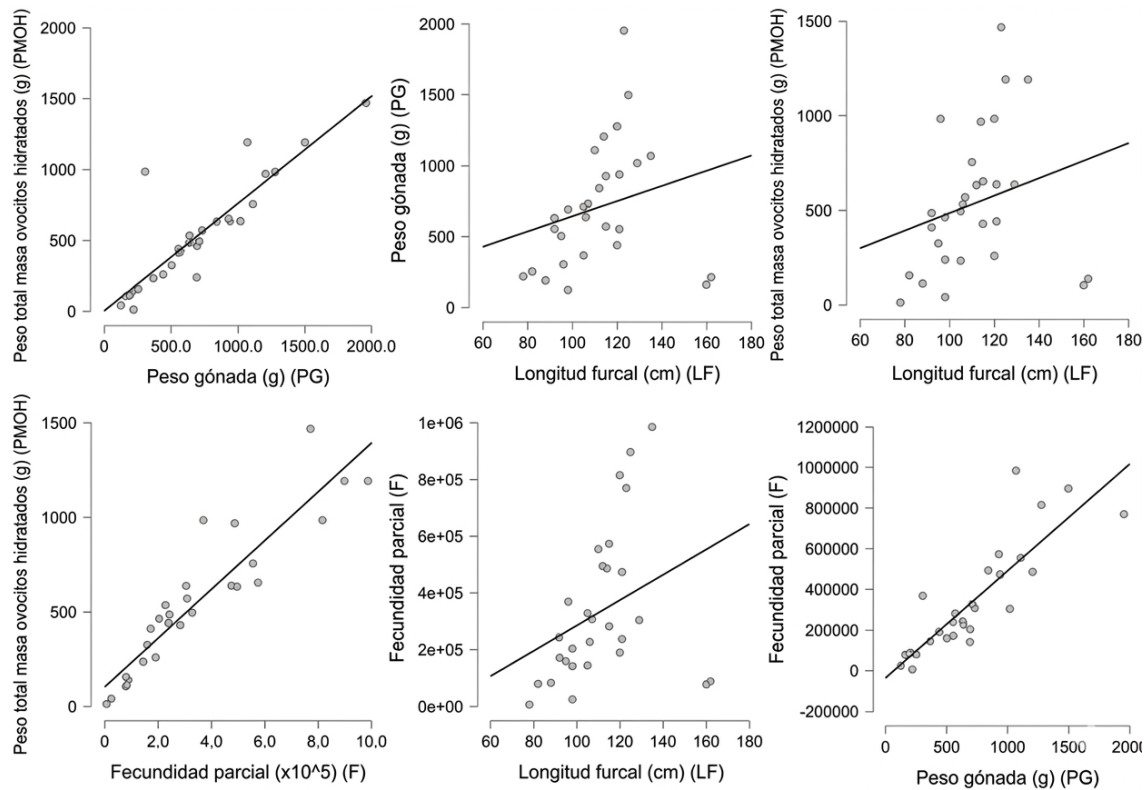 Peso total masa ovocitos hidratados (g) (PMOH)
2000
1500
1000
500
0
0 500.0 1000.0 1500.0 2000.0
Peso gónada (g) (PG)
Peso gónada (g) (PG)
2000
1500
1000
500
0
60 80 100 120 140 160 180
Longitud furcal (cm) (LF)
Peso total masa ovocitos hidratados (g) (PMOH)
1500
1000
500
0
60 80 100 120 140 160 180
Longitud furcal (cm) (LF)
Peso total masa ovocitos hidratados (g) (PMOH)
1500
1000
500
0
0 2.0 4.0 6.0 8.0 10.0
Fecundidad parcial (x10^5) (F)
Fecundidad parcial (F)
1e+06
8e+05
6e+05
4e+05
2e+05
0e+00
60 80 100 120 140 160 180
Longitud furcal (cm) (LF)
Fecundidad parcial (F)
1200000
1000000
800000
600000
400000
200000
0
-200000
0 500 1000 1500 2000
Peso gónada (g) (PG)